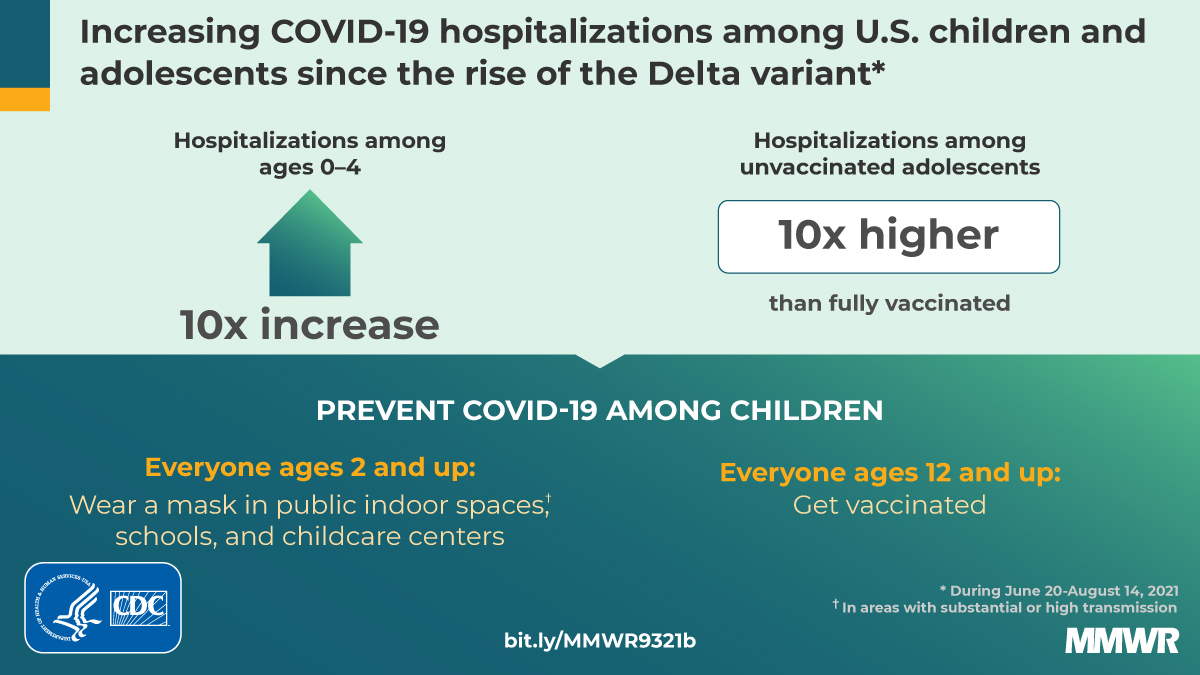 Increasing COVID-19 hospitalizations among U.S. children and
adolescents since the rise of the Delta variant*
Hospitalizations among
ages 0–4
10x increase
Hospitalizations among
unvaccinated adolescents
10x higher
than fully vaccinated
PREVENT COVID-19 AMONG CHILDREN
Everyone ages 2 and up:
Wear a mask in public indoor spaces,†
schools, and childcare centers
Everyone ages 12 and up:
Get vaccinated
DEPARTMENT OF HEALTH & HUMAN SERVICES USA
CDC
bit.ly/MMWR9321b
* During June 20-August 14, 2021
† In areas with substantial or high transmission
MMWR